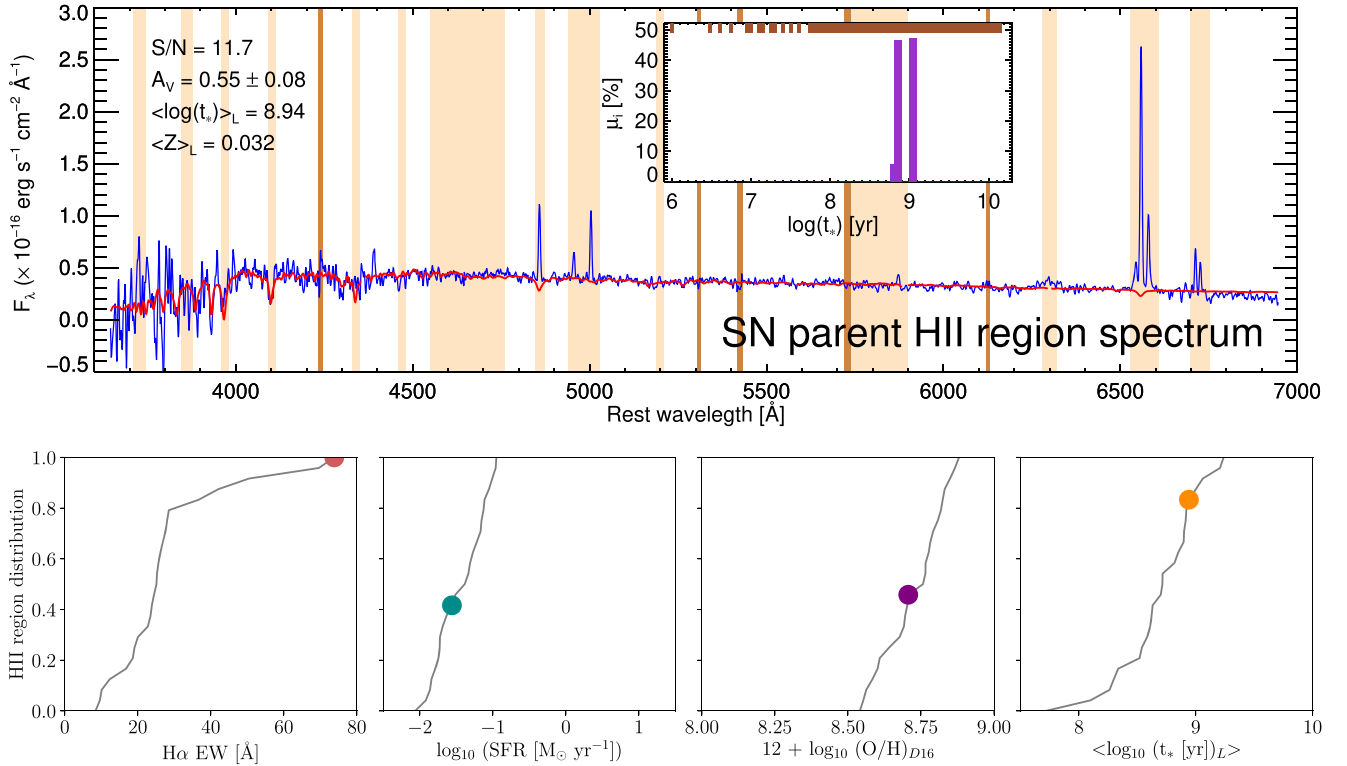 3.0
2.5
2.0
1.5
1.0
0.5
0.0
−0.5
F_λ (× 10⁻¹⁶ erg s⁻¹ cm⁻² Å⁻¹)
S/N = 11.7
A_V = 0.55 ± 0.08
<log(t_*)>_L = 8.94
<Z>_L = 0.032
50
40
30
20
10
0
μ_i [%]
6 7 8 9 10
log(t_*) [yr]
SN parent HII region spectrum
4000 4500 5000 5500 6000 6500 7000
Rest wavelegth [Å]
1.0
0.8
0.6
0.4
0.2
0.0
HII region distribution
0 20 40 60 80
Hα EW [Å]
−2 −1 0 1
log₁₀ (SFR [M_⊙ yr⁻¹])
8.00 8.25 8.50 8.75 9.00
12 + log₁₀ (O/H)_D16
8 9 10
<log₁₀ (t_* [yr])_L>